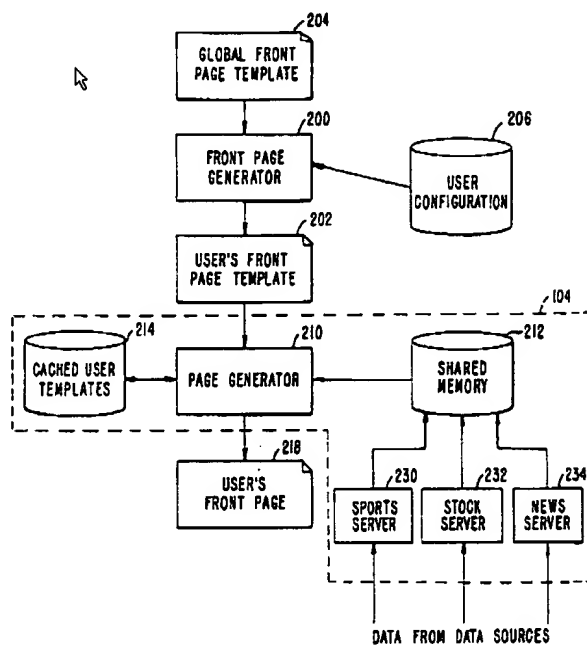 204
GLOBAL FRONT
PAGE TEMPLATE
200
FRONT PAGE
GENERATOR
206
USER
CONFIGURATION
202
USER'S FRONT
PAGE TEMPLATE
104
214
CACHED USER
TEMPLATES
210
PAGE GENERATOR
212
SHARED
MEMORY
218
USER'S
FRONT PAGE
230
SPORTS
SERVER
232
STOCK
SERVER
234
NEWS
SERVER
DATA FROM DATA SOURCES